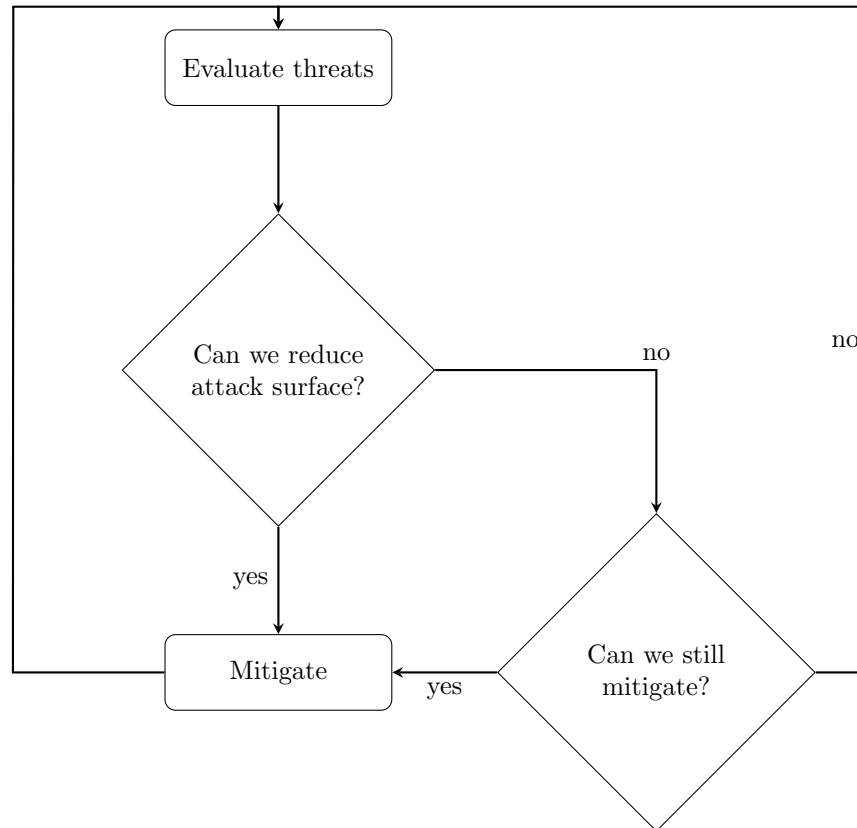 Evaluate threats
Can we reduce
attack surface?
no
no
yes
Mitigate
yes
Can we still
mitigate?